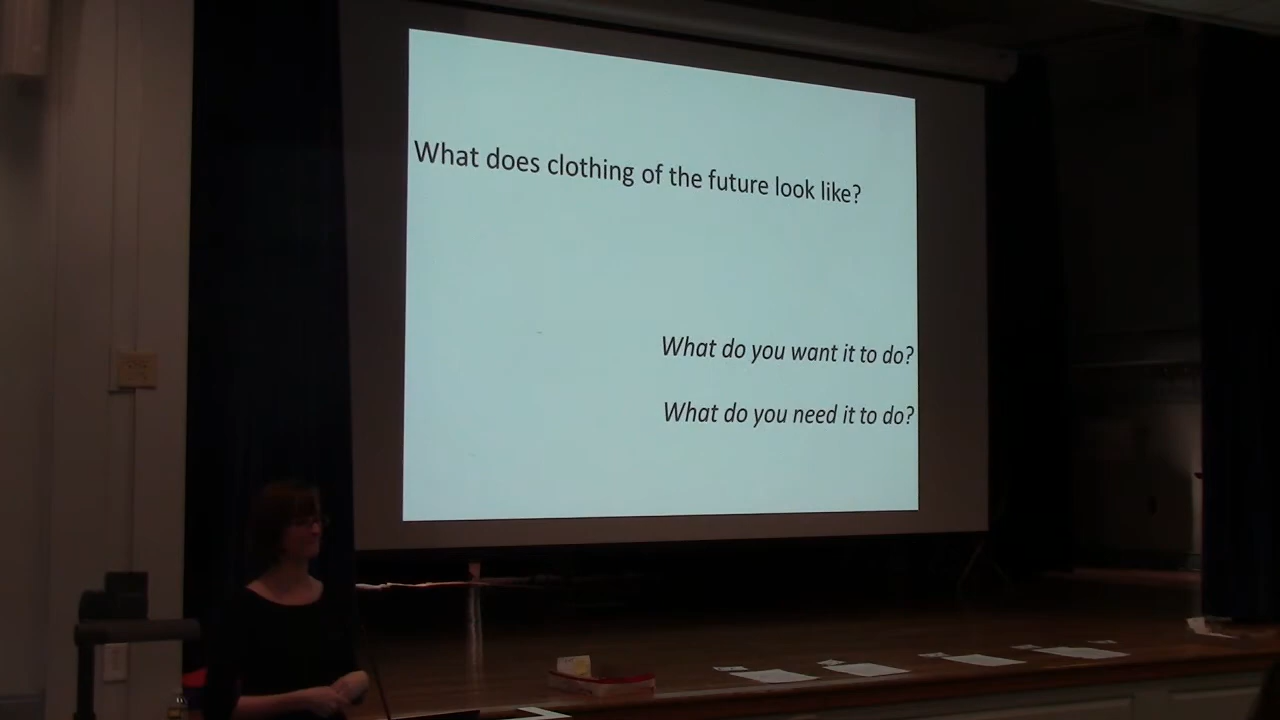 What does clothing of the future look like?
What do you want it to do?
What do you need it to do?